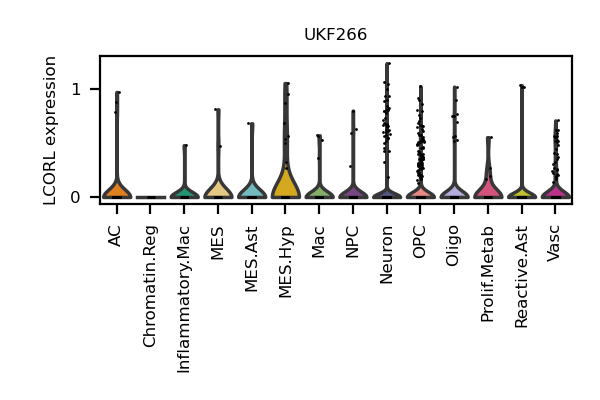 UKF266
LCORL expression
1
0
AC
Chromatin.Reg
Inflammatory.Mac
MES
MES.Ast
MES.Hyp
Mac
NPC
Neuron
OPC
Oligo
Prolif.Metab
Reactive.Ast
Vasc